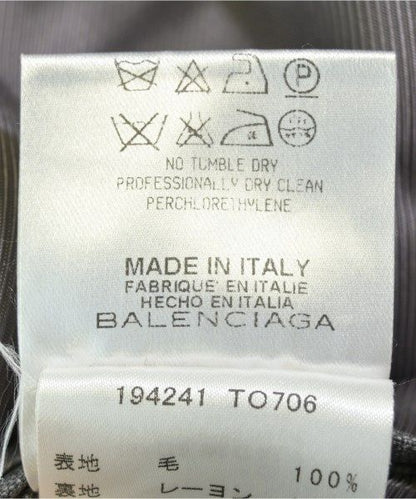 P
NO TUMBLE DRY
PROFESSIONALLY DRY CLEAN
PERCHLORETHYLENE
MADE IN ITALY
FABRIQUE' EN ITALIE
HECHO EN ITALIA
BALENCIAGA
194241 TO706
表地 毛 100%
裏地 レーヨン